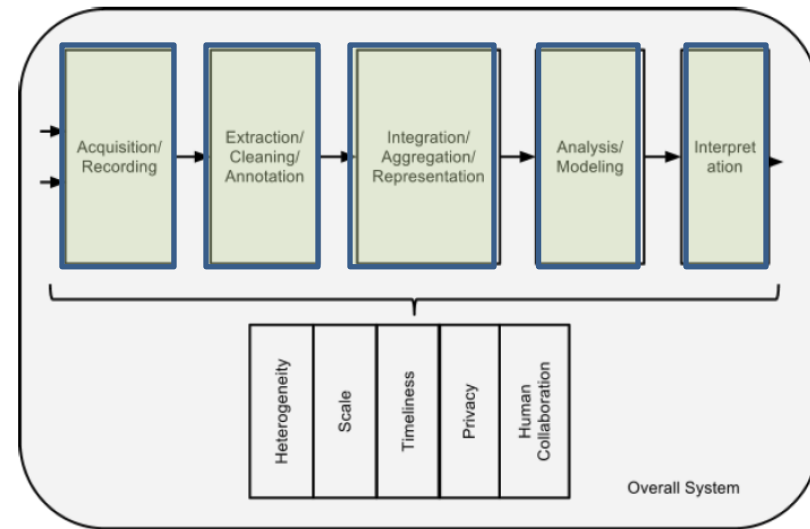 Acquisition/
Recording
Extraction/
Cleaning/
Annotation
Integration/
Aggregation/
Representation
Analysis/
Modeling
Interpret
ation
Heterogeneity
Scale
Timeliness
Privacy
Human
Collaboration
Overall System